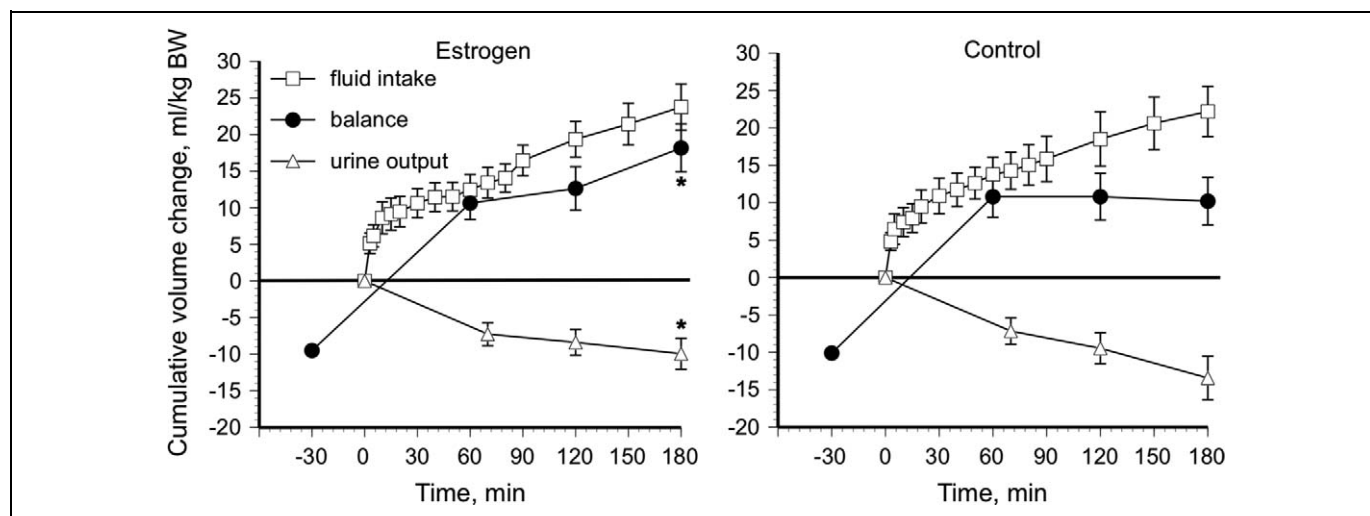 Cumulative volume change, ml/kg BW
Estrogen
fluid intake
balance
urine output
30
25
20
15
10
5
0
-5
-10
-15
-20
*
*
-30 0 30 60 90 120 150 180
Time, min
Control
30
25
20
15
10
5
0
-5
-10
-15
-20
-30 0 30 60 90 120 150 180
Time, min